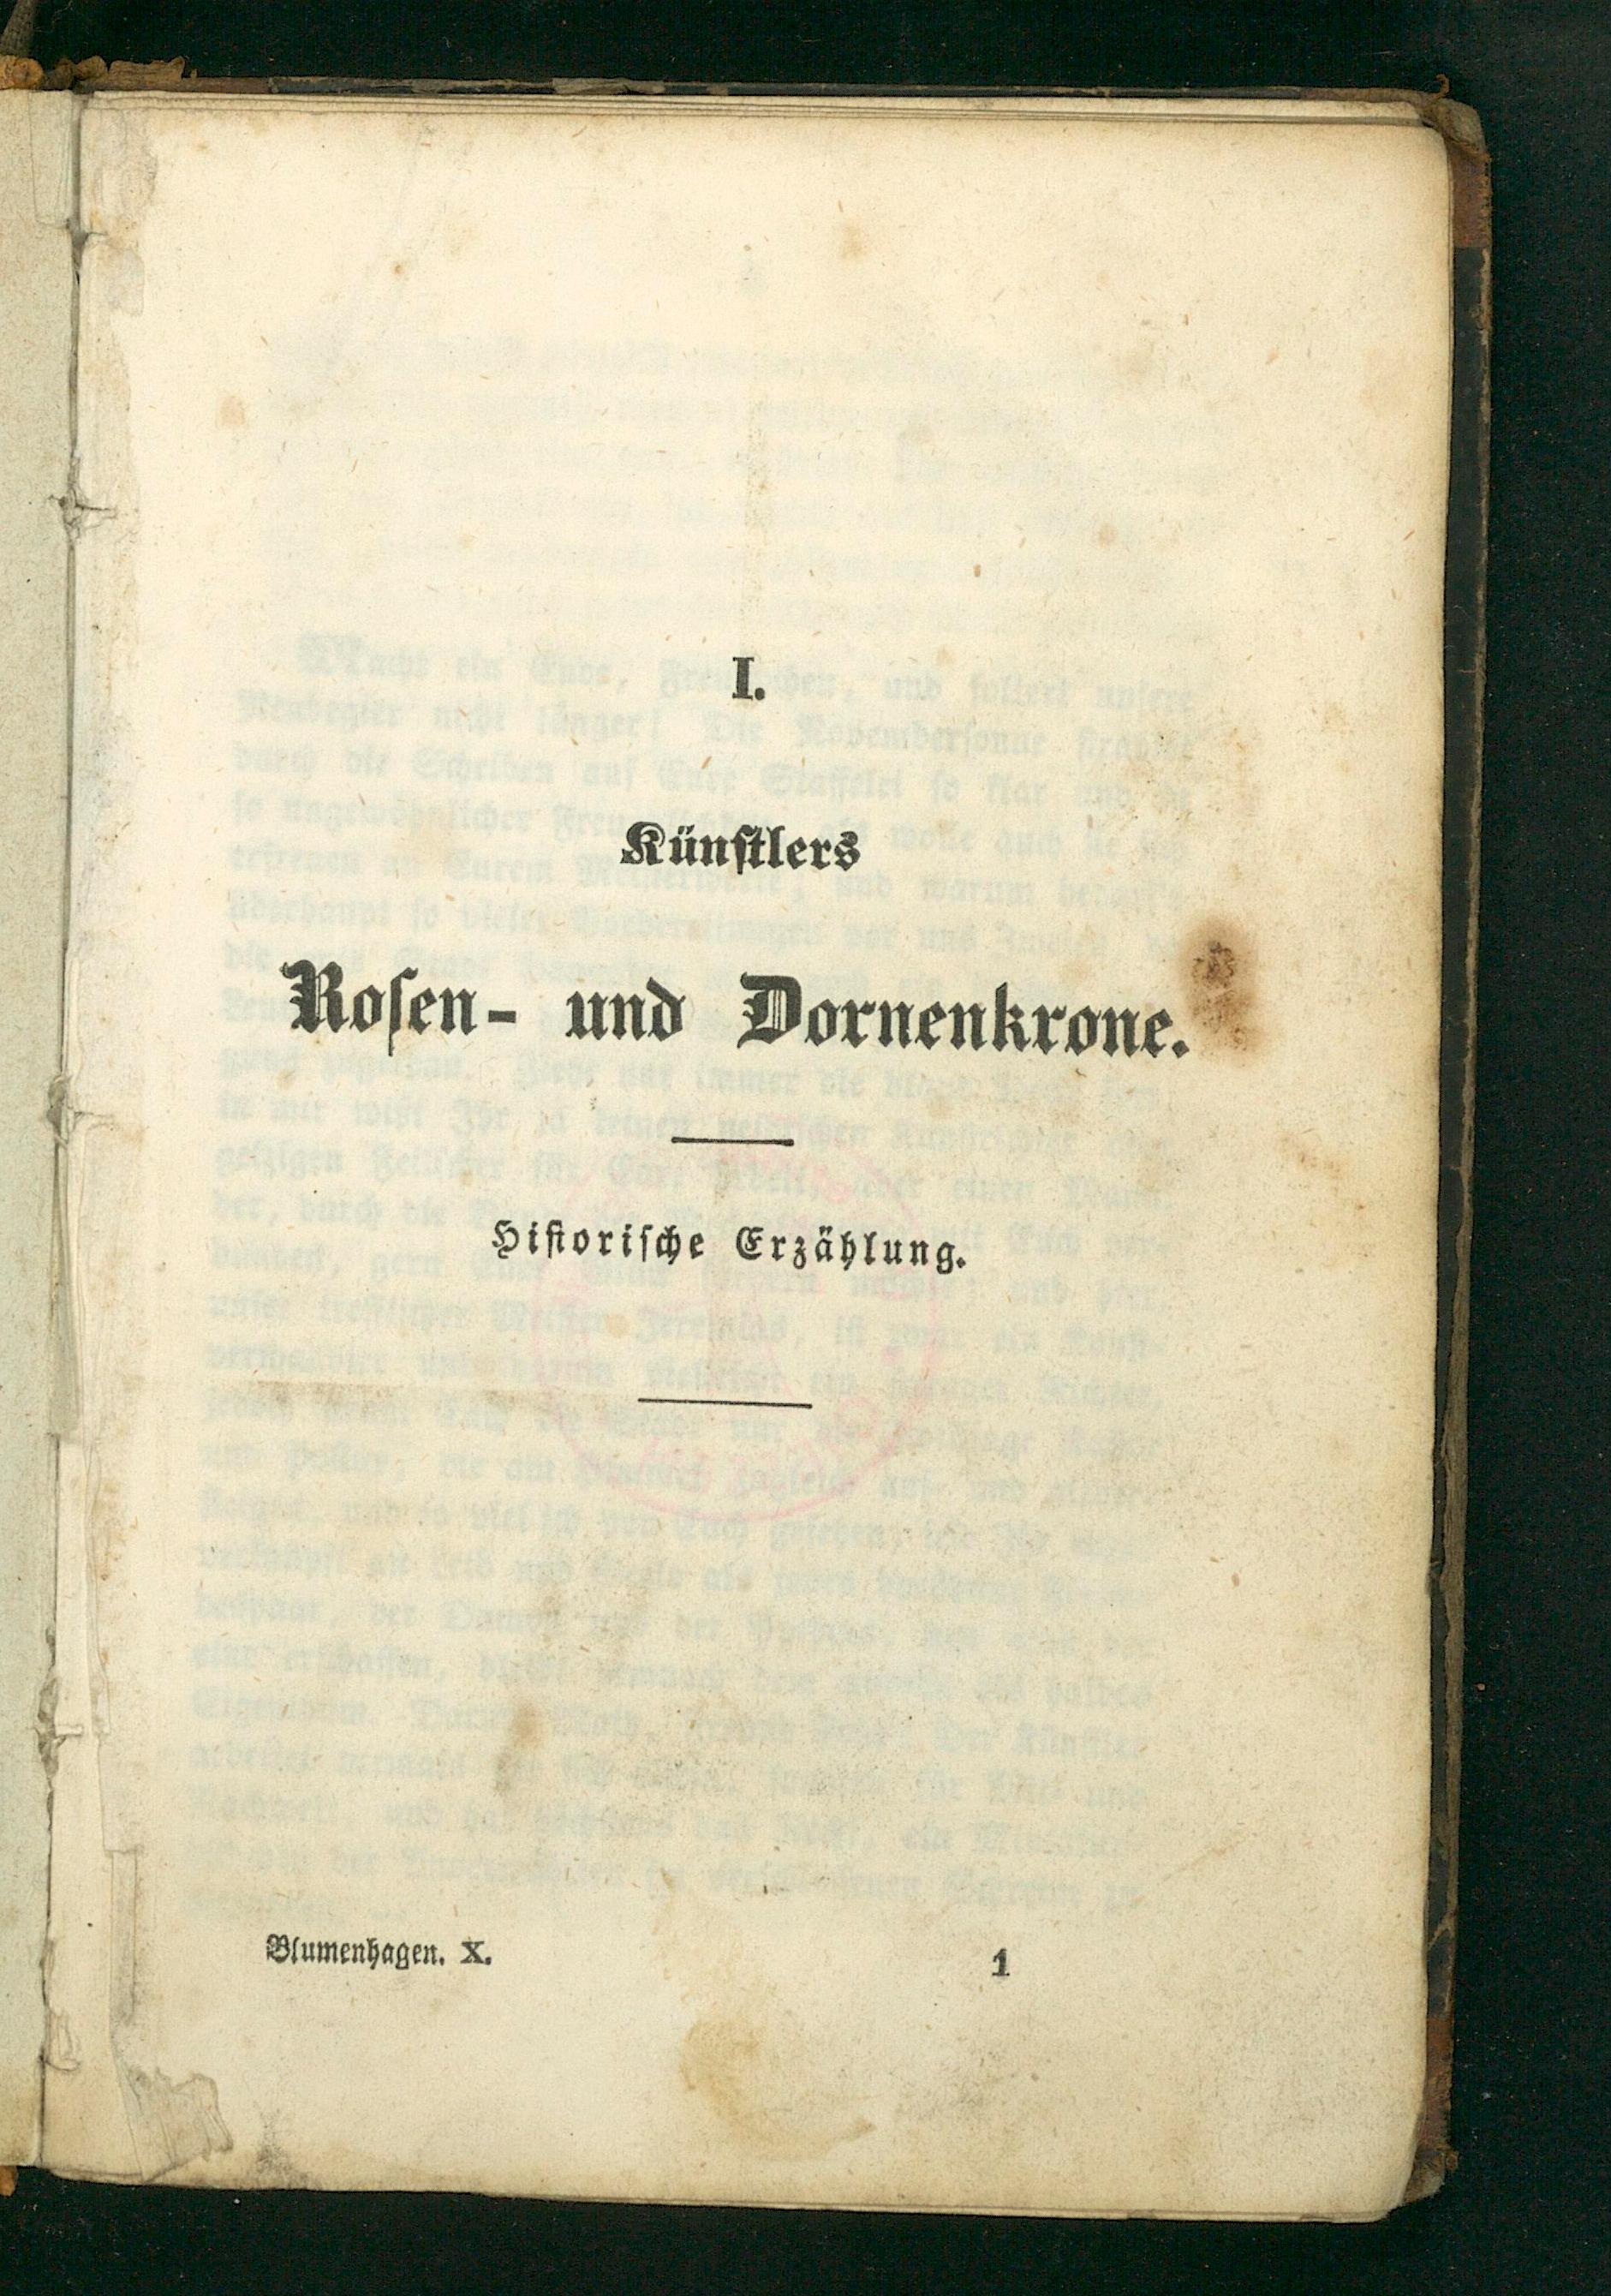 I.
Künſtlers
Roſen- und Dornenkrone.
Hiſtoriſche Erzählung.
Blumenhagen. X.
1